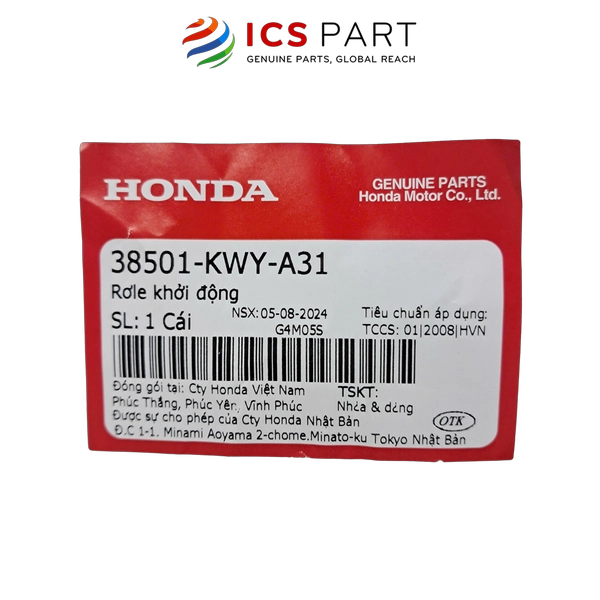 ICS PART
GENUINE PARTS, GLOBAL REACH
HONDA
GENUINE PARTS
Honda Motor Co., Ltd.
38501-KWY-A31
Rơle khởi động
NSX: 05-08-2024
Tiêu chuẩn áp dụng:
SL: 1 Cái
G4M05S
TCCS: 01|2008|HVN
Đóng gói tại: Cty Honda Việt Nam
TSKT:
Phúc Thắng, Phúc Yên, Vĩnh Phúc
Nhựa & đồng
Được sự cho phép của Cty Honda Nhật Bản
OTK
Đ.C 1-1, Minami Aoyama 2-chome.Minato-ku Tokyo Nhật Bản